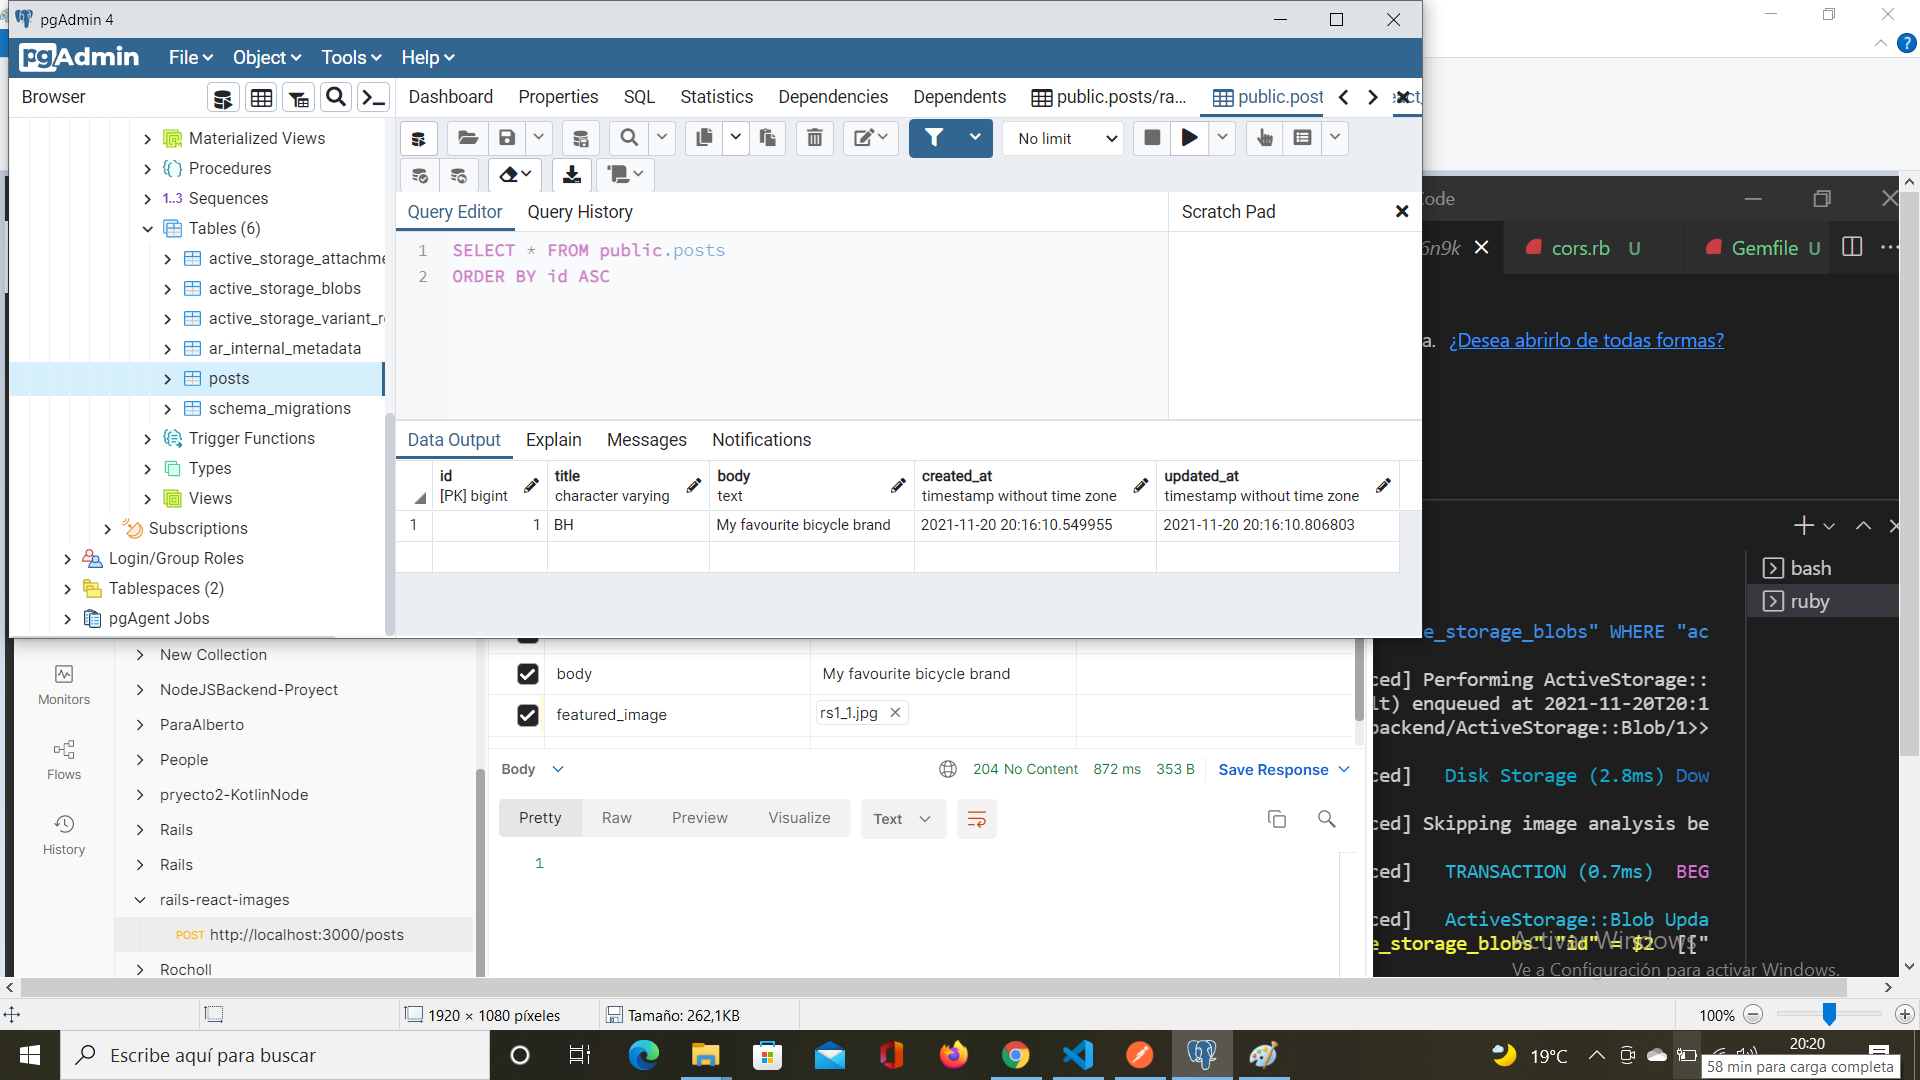 pgAdmin 4
pgAdmin File Object Tools Help
Browser
Dashboard Properties SQL Statistics Dependencies Dependents public.posts/ra... public.post
No limit
Materialized Views
Procedures
1..3 Sequences
Tables (6)
active_storage_attachme
active_storage_blobs
active_storage_variant_r
ar_internal_metadata
posts
schema_migrations
Trigger Functions
Types
Views
Subscriptions
Login/Group Roles
Tablespaces (2)
pgAgent Jobs
Query Editor Query History
Scratch Pad
1 SELECT * FROM public.posts
2 ORDER BY id ASC
Data Output Explain Messages Notifications
id title body created_at updated_at
[PK] bigint character varying text timestamp without time zone timestamp without time zone
1 1 BH My favourite bicycle brand 2021-11-20 20:16:10.549955 2021-11-20 20:16:10.806803
ode
6n9k cors.rb U Gemfile U
a. ¿Desea abrirlo de todas formas?
bash
ruby
e_storage_blobs" WHERE "ac
ced] Performing ActiveStorage::
lt) enqueued at 2021-11-20T20:1
backend/ActiveStorage::Blob/1>>
ced] Disk Storage (2.8ms) Dow
ced] Skipping image analysis be
ced] TRANSACTION (0.7ms) BEG
ced] ActiveStorage::Blob Upda
e_storage_blobs"."id" = $2 [["
Activar Windows
Ve a Configuración para activar Windows.
Monitors
Flows
History
New Collection
NodeJSBackend-Proyect
ParaAlberto
People
pryecto2-KotlinNode
Rails
Rails
rails-react-images
POST http://localhost:3000/posts
Rocholl
body My favourite bicycle brand
featured_image rs1_1.jpg
Body 204 No Content 872 ms 353 B Save Response
Pretty Raw Preview Visualize Text
1
1920 × 1080 píxeles Tamaño: 262,1KB 100%
Escribe aquí para buscar
19°C
20:20
58 min para carga completa